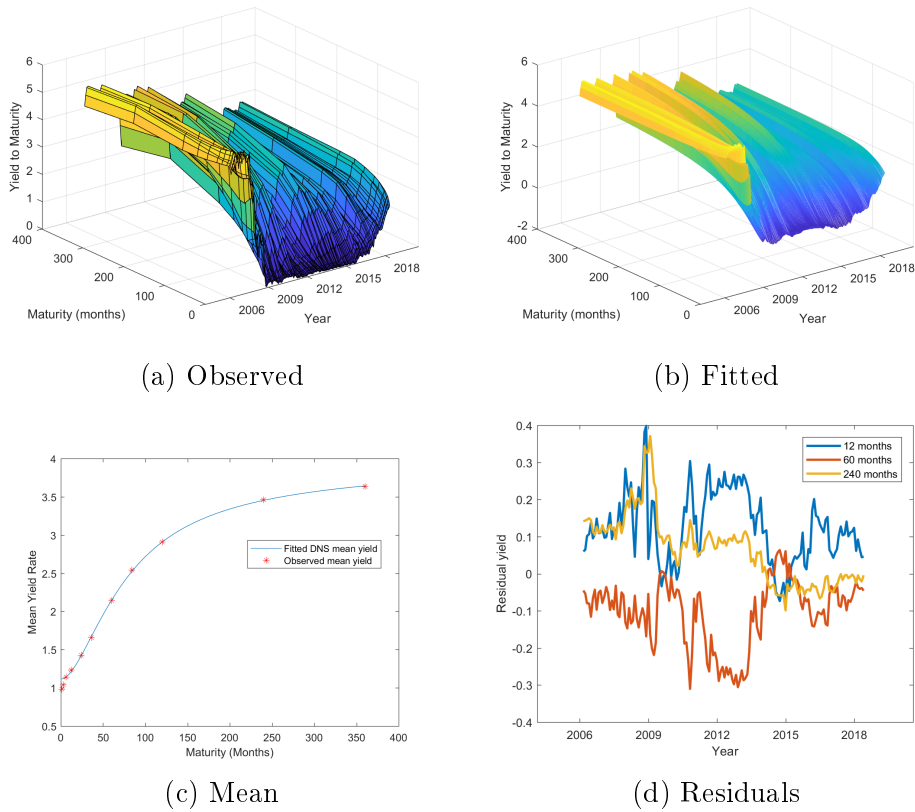 6
5
4
3
2
1
0
Yield to Maturity
400
300
200
100
0
Maturity (months)
2006
2009
2012
2015
2018
Year
(a) Observed
6
4
2
0
-2
Yield to Maturity
400
300
200
100
0
Maturity (months)
2006
2009
2012
2015
2018
Year
(b) Fitted
4
3.5
3
2.5
2
1.5
1
0.5
Mean Yield Rate
0 50 100 150 200 250 300 350 400
Maturity (Months)
Fitted DNS mean yield
Observed mean yield
(c) Mean
0.4
0.3
0.2
0.1
0
-0.1
-0.2
-0.3
-0.4
Residual yield
2006 2009 2012 2015 2018
Year
12 months
60 months
240 months
(d) Residuals